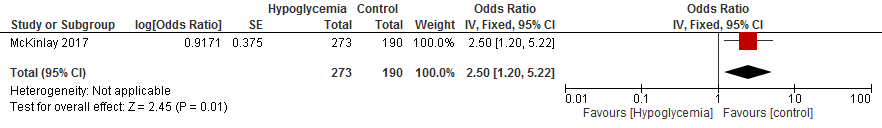 Hypoglycemia Control Odds Ratio Odds Ratio
Study or Subgroup log[Odds Ratio] SE Total Total Weight IV, Fixed, 95% CI IV, Fixed, 95% CI
McKinlay 2017 0.9171 0.375 273 190 100.0% 2.50 [1.20, 5.22]
Total (95% CI) 273 190 100.0% 2.50 [1.20, 5.22]
Heterogeneity: Not applicable
Test for overall effect: Z = 2.45 (P = 0.01)
0.01 0.1 1 10 100
Favours [Hypoglycemia] Favours [control]